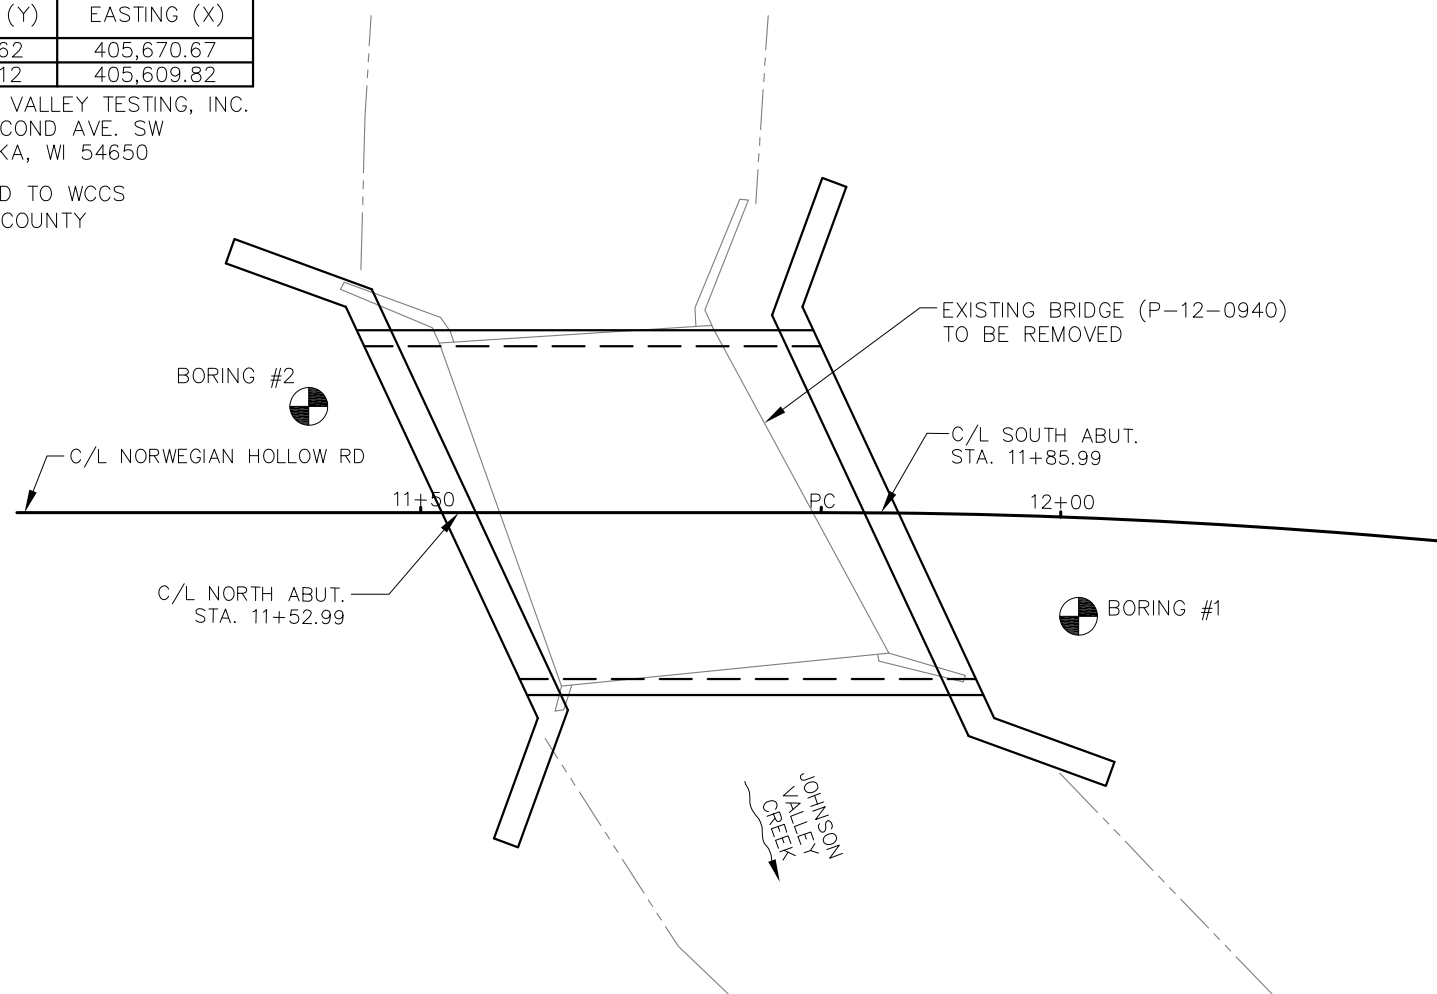 (Y) EASTING (X)
62 405,670.67
12 405,609.82
VALLEY TESTING, INC.
COND AVE. SW
KA, WI 54650
D TO WCCS
COUNTY
EXISTING BRIDGE (P-12-0940)
TO BE REMOVED
BORING #2
C/L SOUTH ABUT.
STA. 11+85.99
C/L NORWEGIAN HOLLOW RD
11+50
PC
12+00
C/L NORTH ABUT.
STA. 11+52.99
BORING #1
JOHNSON
VALLEY
CREEK